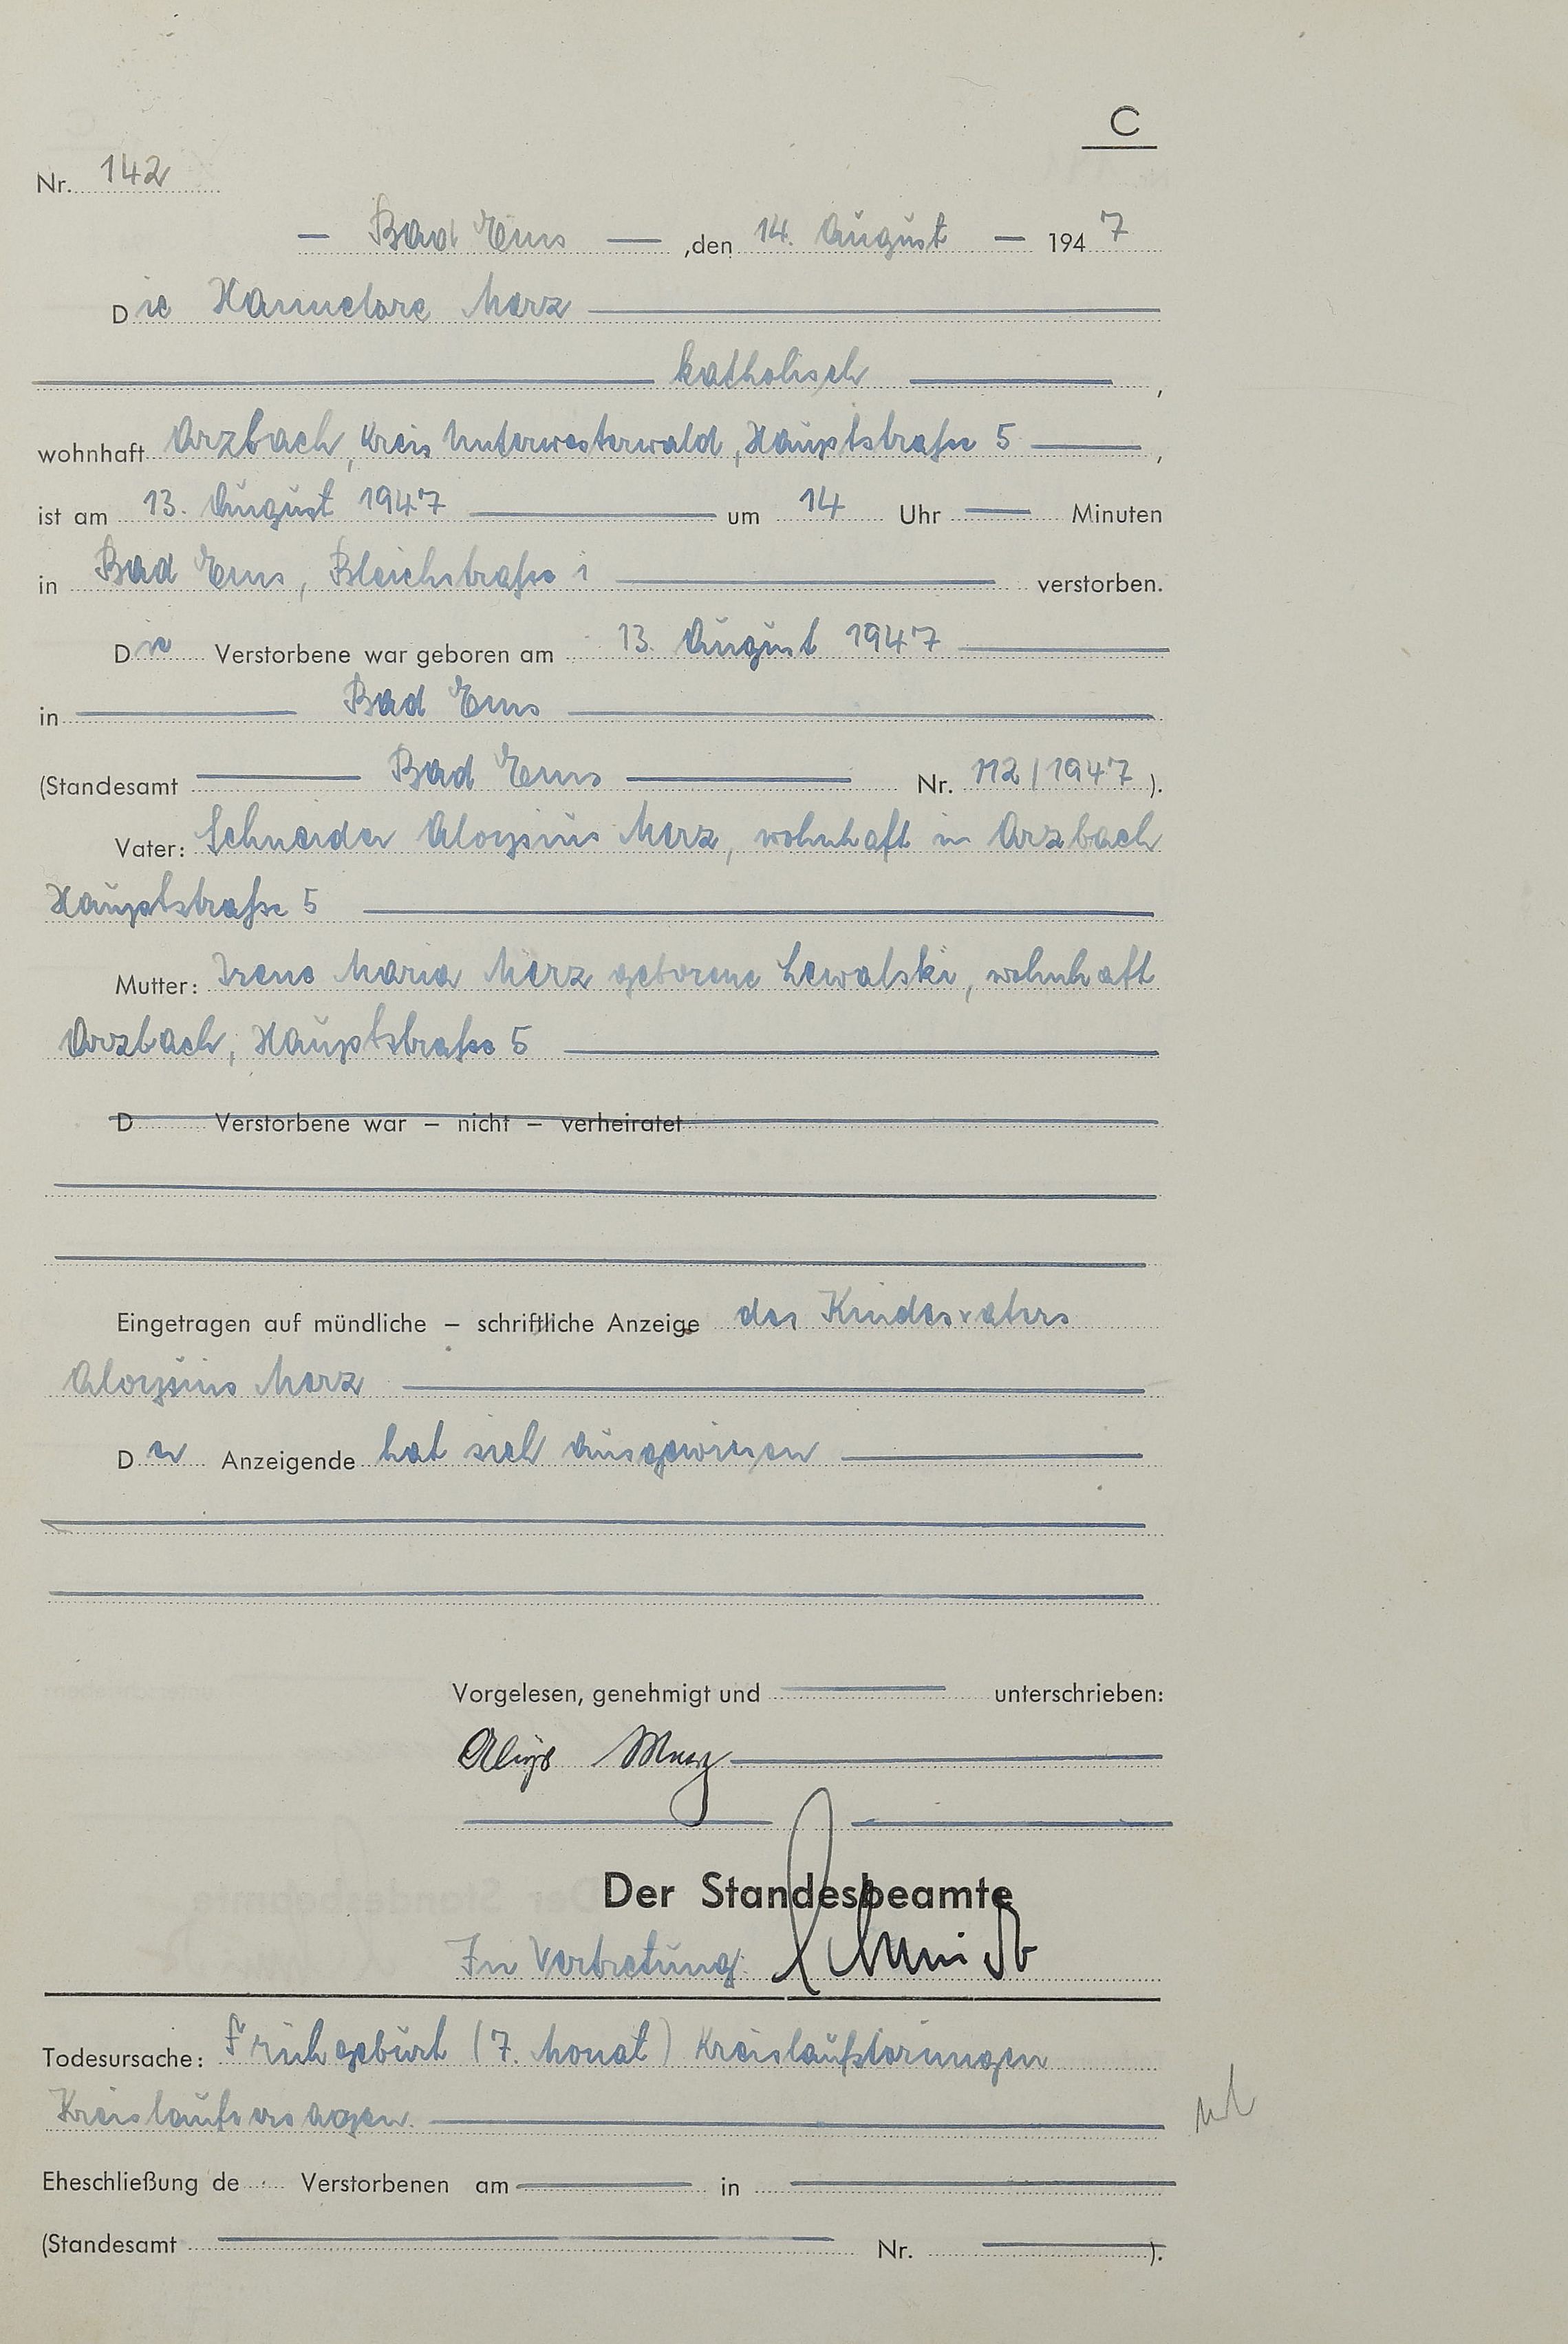 C
Nr. 142
— Bad Ems — , den 14. August — 1947
Die Hannelore Merz
katholisch ,
wohnhaft Arzbach, Kreis Unterwesterwald, Hauptstraße 5 ,
ist am 13. August 1947 um 14 Uhr — Minuten
in Bad Ems, Bleichstraße 1 verstorben.
Die Verstorbene war geboren am 13. August 1947
in Bad Ems
(Standesamt Bad Ems Nr. 112/1947 ).
Vater: Schneider Aloysius Merz, wohnhaft in Arzbach
Hauptstraße 5
Mutter: Irene Maria Merz geborene Lewalski, wohnhaft
Arzbach, Hauptstraße 5
D Verstorbene war – nicht – verheiratet
Eingetragen auf mündliche – schriftliche Anzeige des Kindesvaters
Aloysius Merz
Der Anzeigende hat sich ausgewiesen
Vorgelesen, genehmigt und — unterschrieben:
Aloys Merz
Der Standesbeamte
In Vertretung: Schmidt
Todesursache: Frühgeburt (7. Monat) Kreislaufstörungen
Kreislaufversagen.
Eheschließung de Verstorbenen am — in —
(Standesamt — Nr. — ).